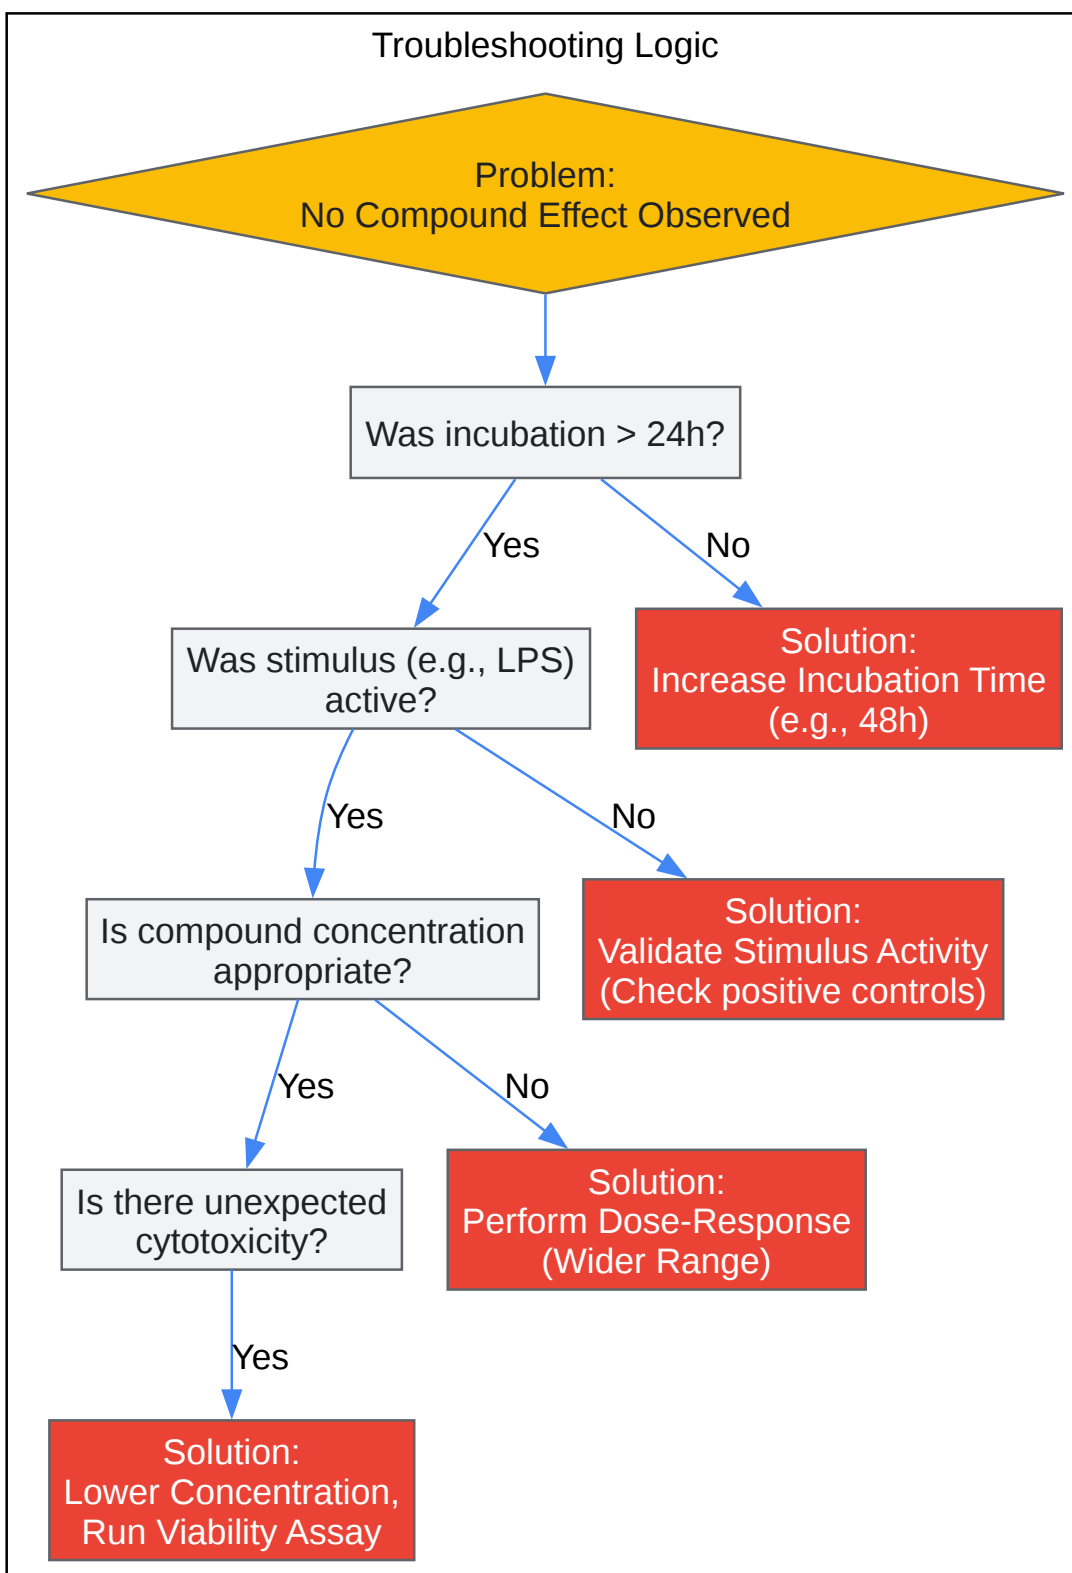 Troubleshooting Logic
Problem:
No Compound Effect Observed
Was incubation > 24h?
Yes
No
Was stimulus (e.g., LPS)
active?
Solution:
Increase Incubation Time
(e.g., 48h)
Yes
No
Is compound concentration
appropriate?
Solution:
Validate Stimulus Activity
(Check positive controls)
Yes
No
Is there unexpected
cytotoxicity?
Solution:
Perform Dose-Response
(Wider Range)
Yes
Solution:
Lower Concentration,
Run Viability Assay